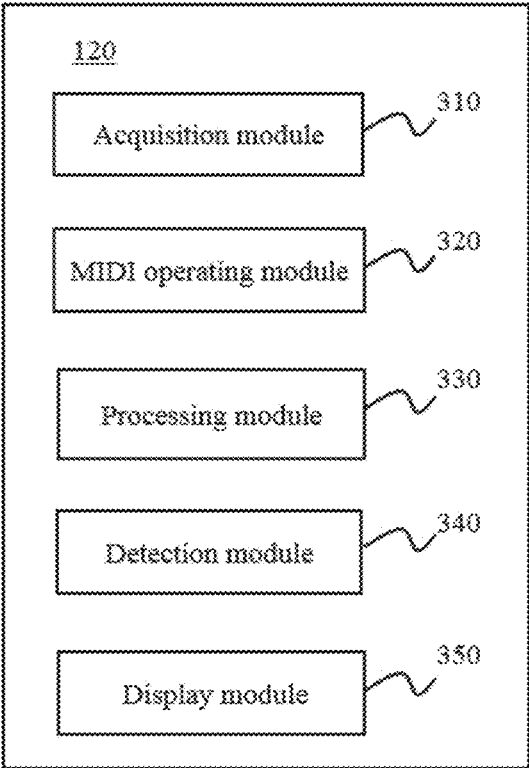 120
Acquisition module
310
MIDI operating module
320
Processing module
330
Detection module
340
Display module
350